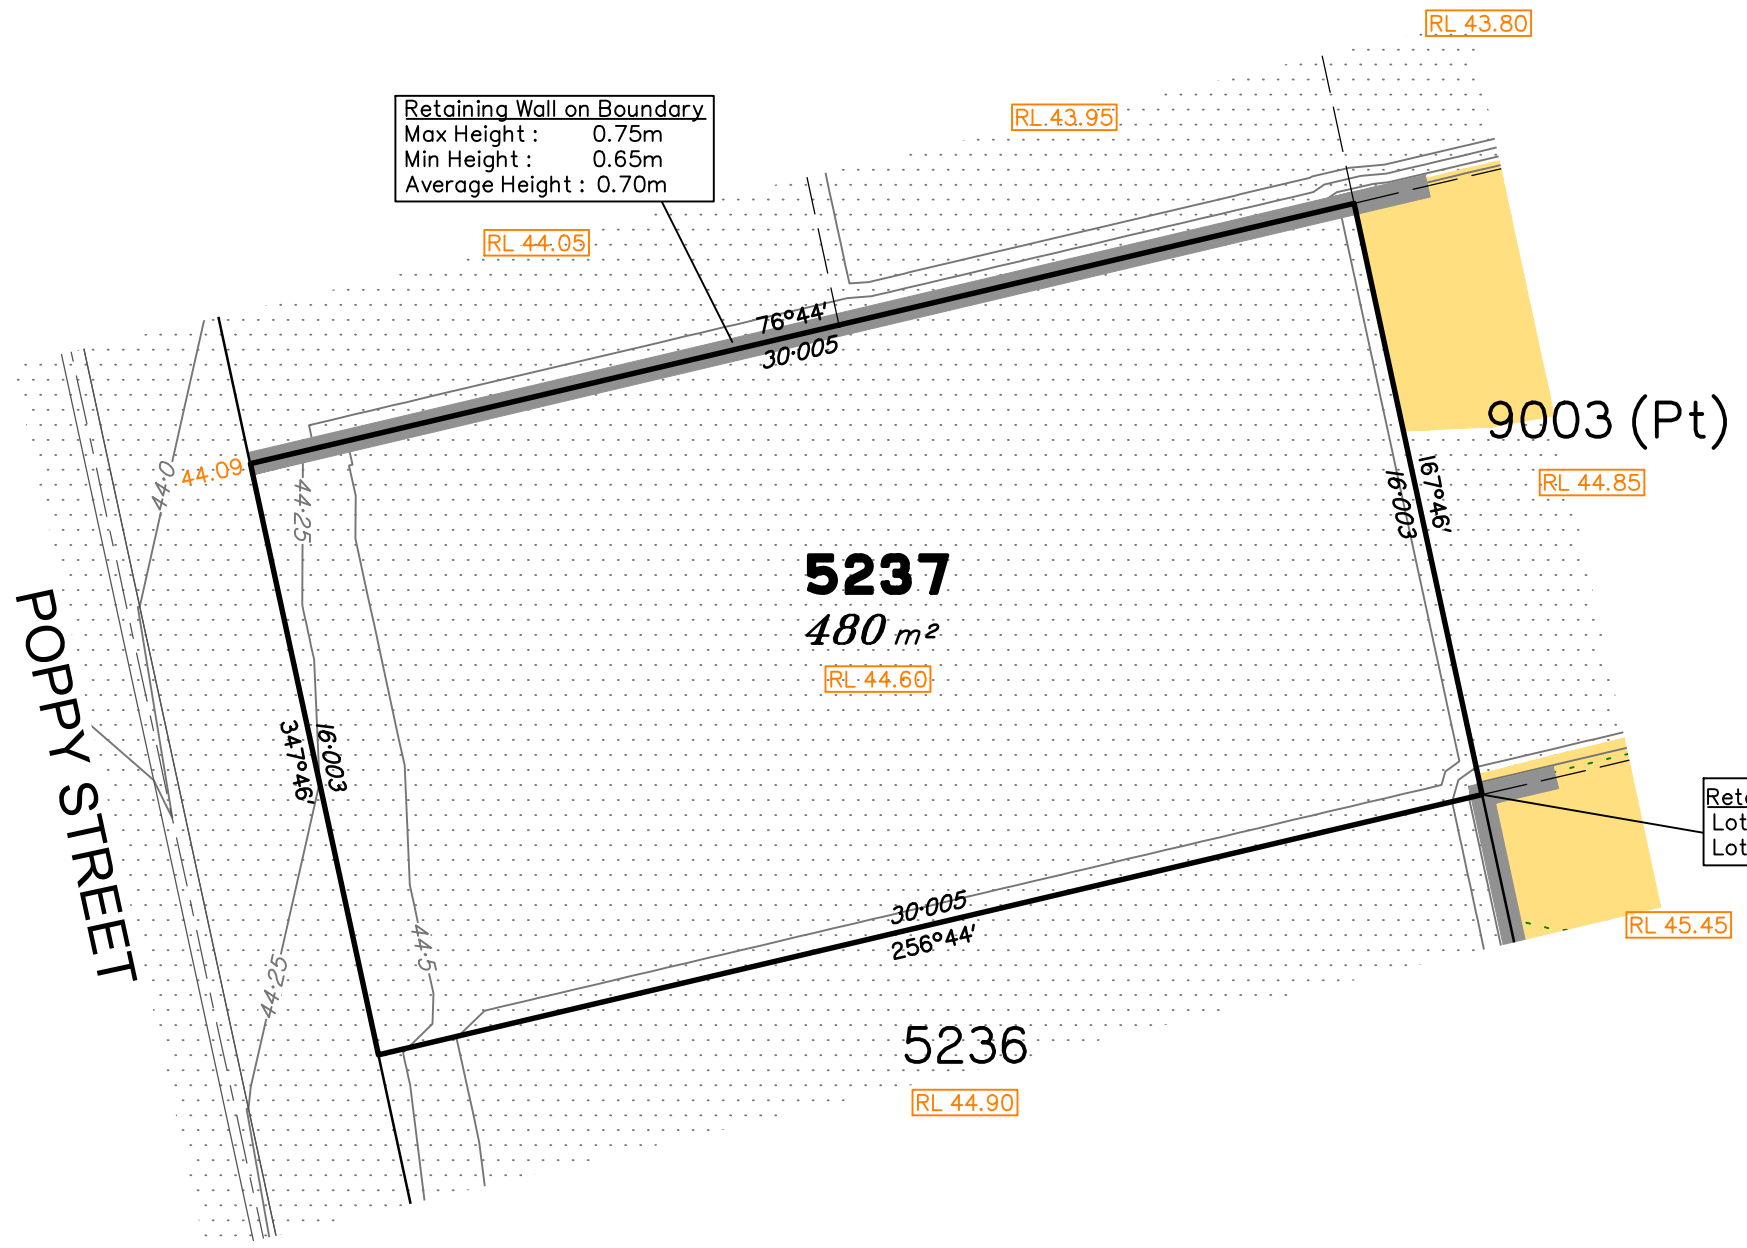 RL 43.80
Retaining Wall on Boundary
Max Height : 0.75m
Min Height : 0.65m
Average Height : 0.70m
RL 43.95
RL 44.05
76°44'
30·005
9003 (Pt)
RL 44.85
44·0
44.09
44·25
167°46'
16·003
5237
480 m²
RL 44.60
POPPY STREET
347°46'
16·003
Lot
Lot
30·005
256°44'
44·5
44·25
RL 45.45
5236
RL 44.90